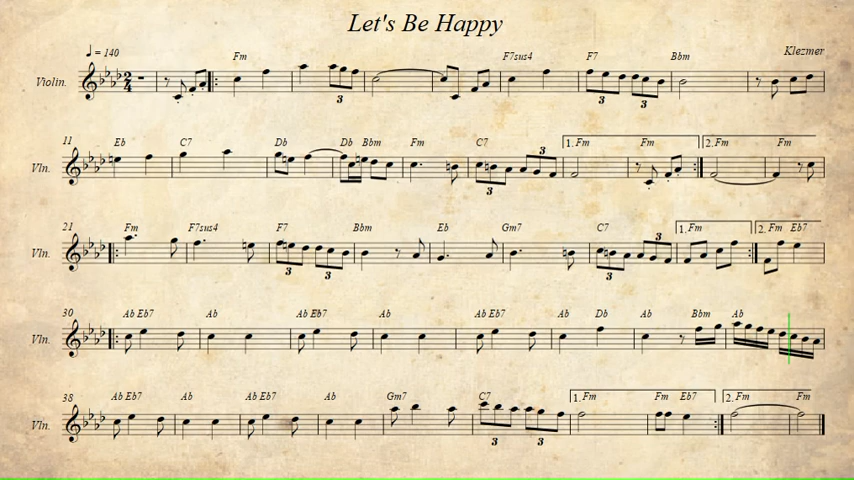 Let's Be Happy
♩ = 140
Klezmer
Violin.
Fm F7sus4 F7 Bbm
3 3 3
Vln.
11
Eb C7 Db Db Bbm Fm C7 1. Fm Fm 2. Fm Fm
3 3
Vln.
21
Fm F7sus4 F7 Bbm Eb Gm7 C7 1. Fm 2. Fm Eb7
3 3 3 3
Vln.
30
Ab Eb7 Ab Ab Eb7 Ab Ab Eb7 Ab Db Ab Bbm Ab
Vln.
38
Ab Eb7 Ab Ab Eb7 Ab Gm7 C7 1. Fm Fm Eb7 2. Fm Fm
3 3
Vln.